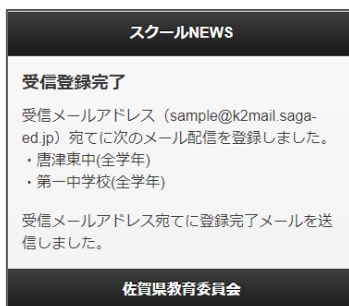 スクールNEWS
受信登録完了
受信メールアドレス（sample@k2mail.saga-
ed.jp）宛てに次のメール配信を登録しました。
・唐津東中(全学年)
・第一中学校(全学年)
受信メールアドレス宛てに登録完了メールを送
信しました。
佐賀県教育委員会